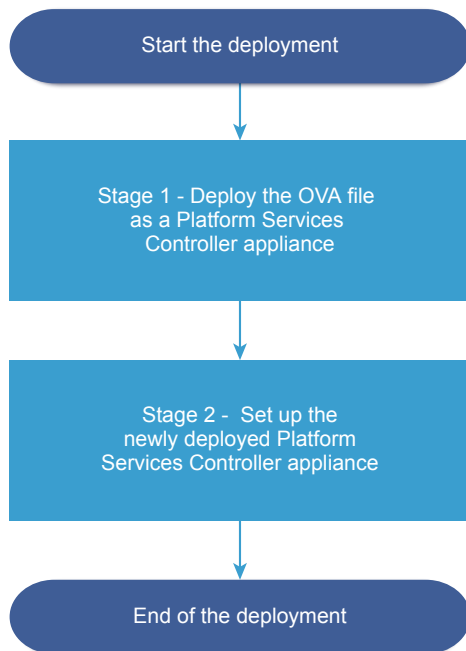 Start the deployment
Stage 1 - Deploy the OVA file
as a Platform Services
Controller appliance
Stage 2 -  Set up the
newly deployed Platform
Services Controller appliance
End of the deployment